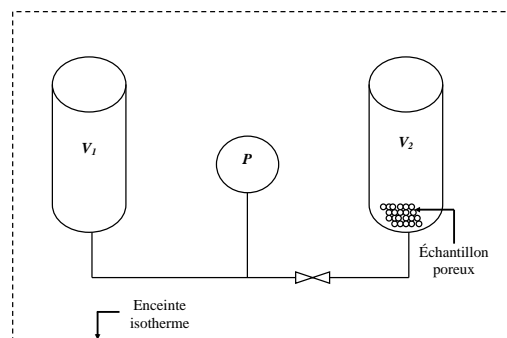 V1
P
V2
Échantillon
poreux
Enceinte
isotherme